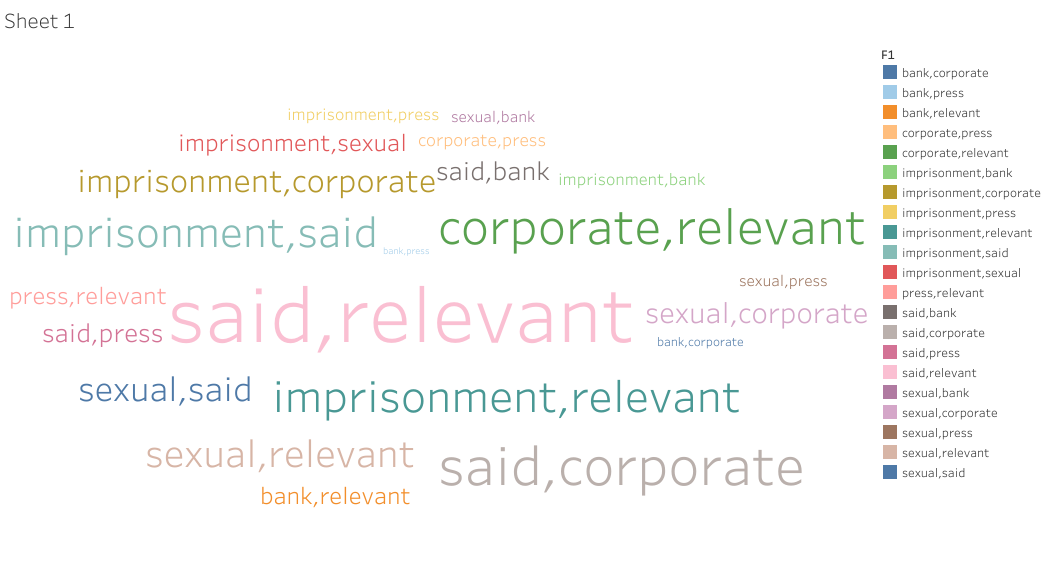 Sheet 1
imprisonment,press
sexual,bank
imprisonment,sexual
corporate,press
imprisonment,corporate
said,bank
imprisonment,bank
imprisonment,said
corporate,relevant
bank,press
sexual,press
press,relevant
said,relevant
sexual,corporate
said,press
bank,corporate
sexual,said
imprisonment,relevant
sexual,relevant
said,corporate
bank,relevant
F1
bank,corporate
bank,press
bank,relevant
corporate,press
corporate,relevant
imprisonment,bank
imprisonment,corporate
imprisonment,press
imprisonment,relevant
imprisonment,said
imprisonment,sexual
press,relevant
said,bank
said,corporate
said,press
said,relevant
sexual,bank
sexual,corporate
sexual,press
sexual,relevant
sexual,said